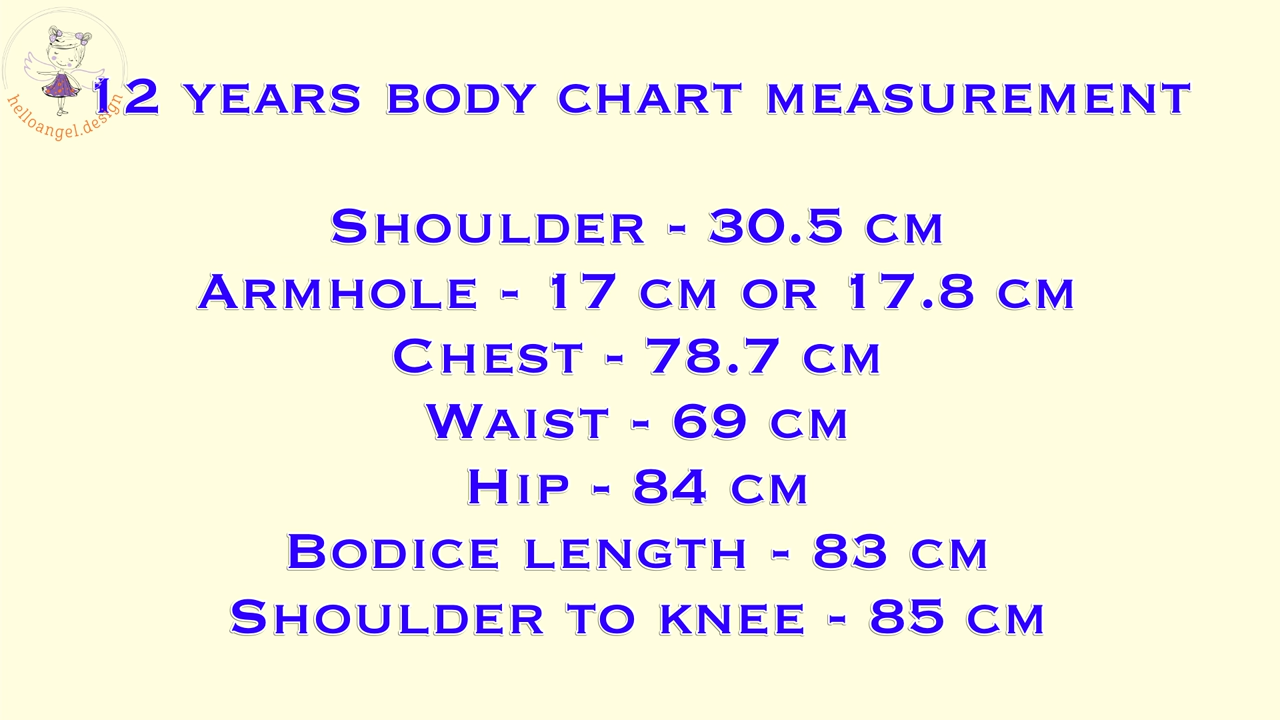 helloangel.design
12 YEARS BODY CHART MEASUREMENT
SHOULDER - 30.5 CM
ARMHOLE - 17 CM OR 17.8 CM
CHEST - 78.7 CM
WAIST - 69 CM
HIP - 84 CM
BODICE LENGTH - 83 CM
SHOULDER TO KNEE - 85 CM